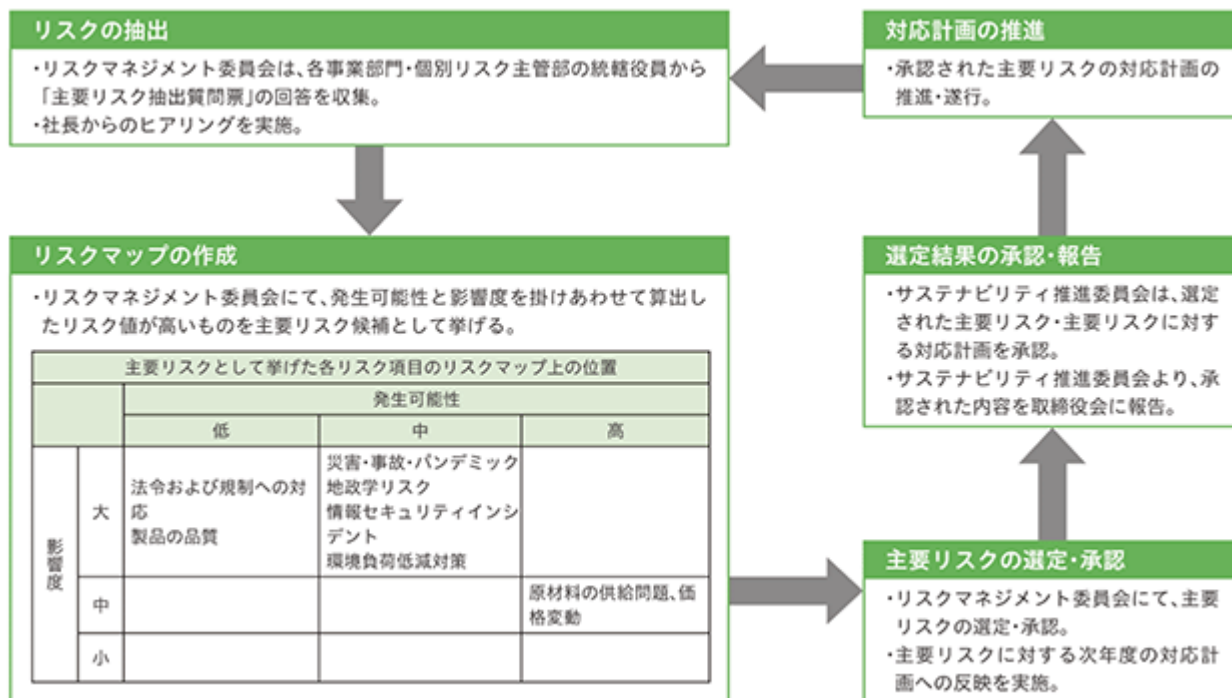 リスクの抽出
・リスクマネジメント委員会は、各事業部門・個別リスク主管部の統轄役員から
「主要リスク抽出質問票」の回答を収集。
・社長からのヒアリングを実施。
リスクマップの作成
・リスクマネジメント委員会にて、発生可能性と影響度を掛けあわせて算出し
たリスク値が高いものを主要リスク候補として挙げる。
主要リスクとして挙げた各リスク項目のリスクマップ上の位置
発生可能性
低
中
高
影響度
大
法令および規制への対
応
製品の品質
災害・事故・パンデミック
地政学リスク
情報セキュリティインシ
デント
環境負荷低減対策
中
原材料の供給問題、価
格変動
小
主要リスクの選定・承認
・リスクマネジメント委員会にて、主要
リスクの選定・承認。
・主要リスクに対する次年度の対応計
画への反映を実施。
選定結果の承認・報告
・サステナビリティ推進委員会は、選定
された主要リスク・主要リスクに対す
る対応計画を承認。
・サステナビリティ推進委員会より、承
認された内容を取締役会に報告。
対応計画の推進
・承認された主要リスクの対応計画の
推進・遂行。